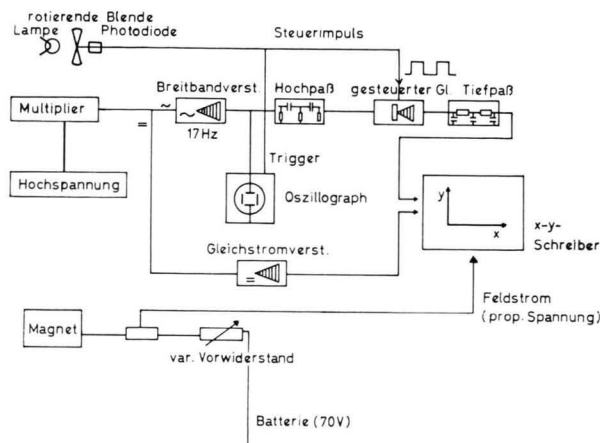 rotierende Blende
Lampe
Photodiode
Steuerimpuls
Breitbandverst.
Hochpaß
gesteuerter Gl.
Tiefpaß
Multiplier
~
~
=
17Hz
Trigger
Hochspannung
Oszillograph
y
x
x-y-
Schreiber
Gleichstromverst.
=
Feldstrom
(prop. Spannung)
Magnet
var. Vorwiderstand
Batterie (70V)